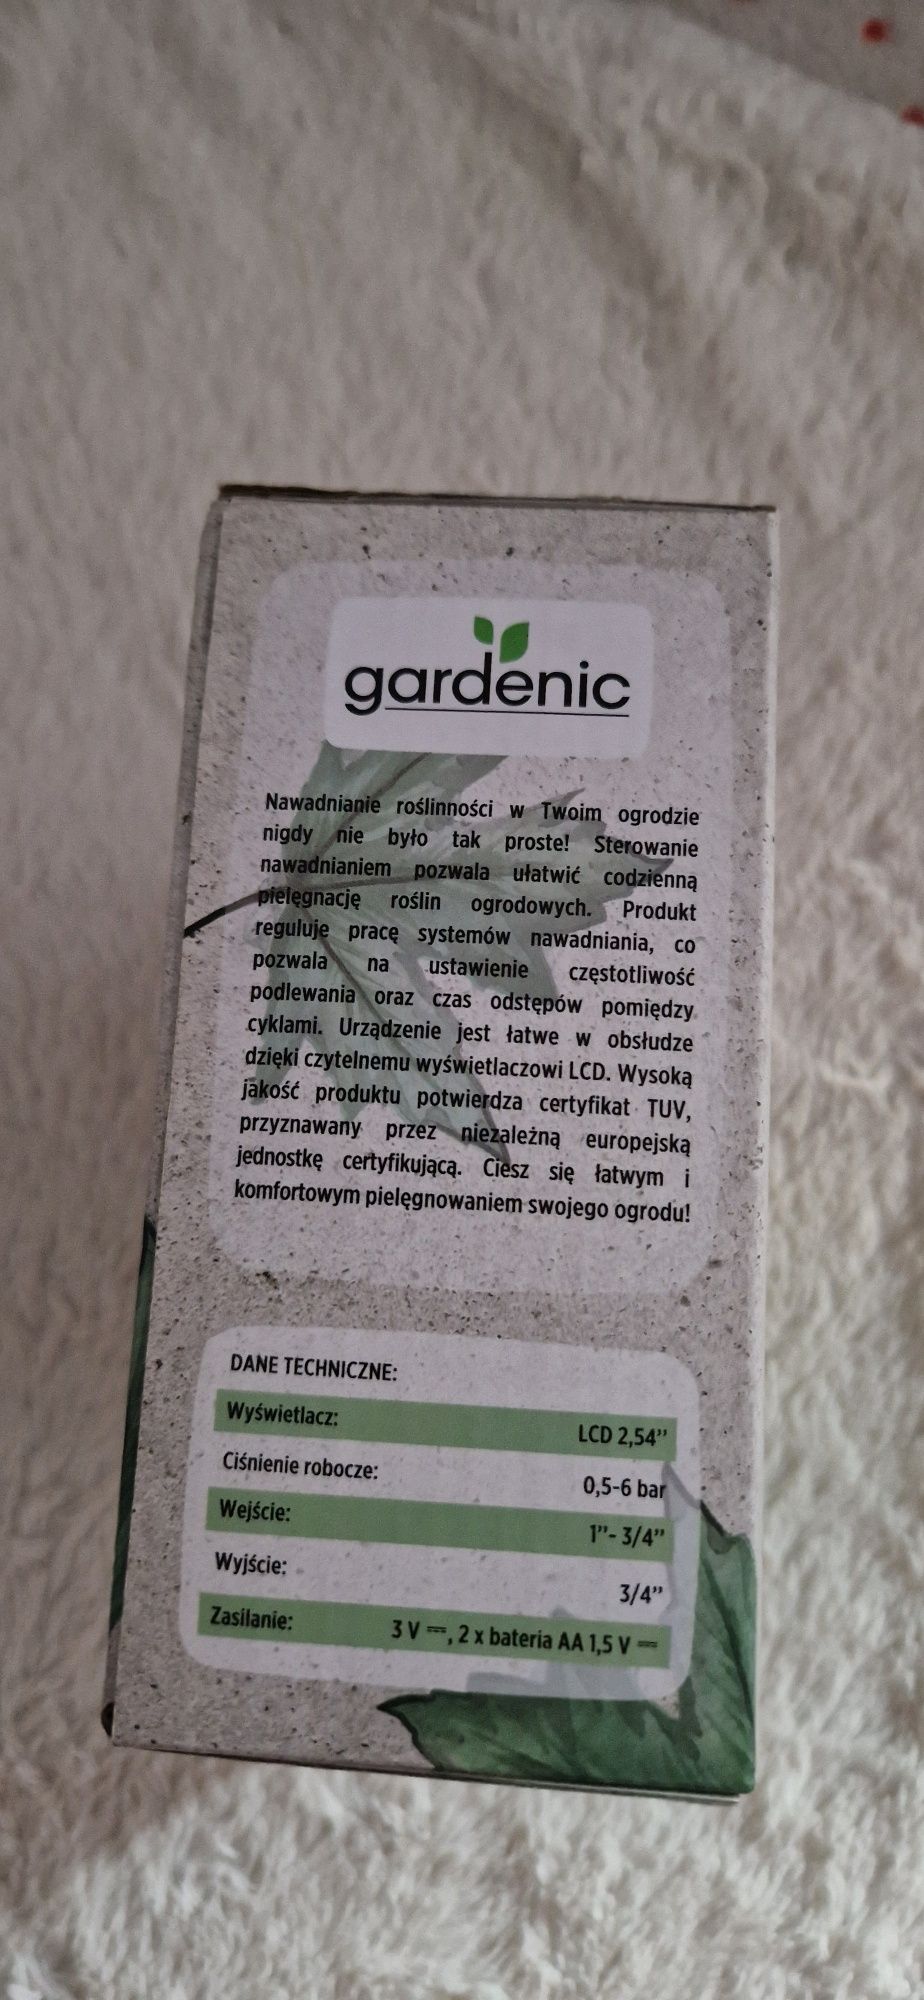 gardenic
Nawadnianie roślinności w Twoim ogrodzie
nigdy nie było tak proste! Sterowanie
nawadnianiem pozwala ułatwić codzienną
pielęgnację roślin ogrodowych. Produkt
reguluje pracę systemów nawadniania, co
pozwala na ustawienie częstotliwość
podlewania oraz czas odstępów pomiędzy
cyklami. Urządzenie jest łatwe w obsłudze
dzięki czytelnemu wyświetlaczowi LCD. Wysoką
jakość produktu potwierdza certyfikat TUV,
przyznawany przez niezależną europejską
jednostkę certyfikującą. Ciesz się łatwym i
komfortowym pielęgnowaniem swojego ogrodu!
DANE TECHNICZNE:
Wyświetlacz: LCD 2,54’’
Ciśnienie robocze: 0,5-6 bar
Wejście: 1’’- 3/4’’
Wyjście: 3/4’’
Zasilanie: 3 V ⎓, 2 x bateria AA 1,5 V ⎓